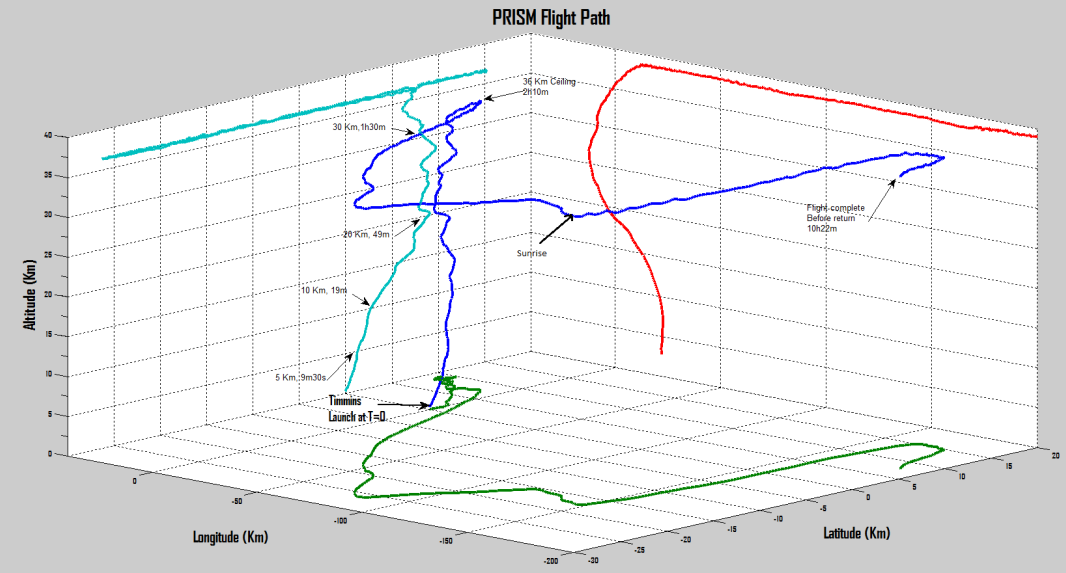 PRISM Flight Path
36 Km Ceiling
2h10m
30 Km,1h30m
40
35
30
25
20
15
10
5
0
Altitude (Km)
20 Km, 49m
Sunrise
Flight complete
Before return
10h22m
10 Km, 19m
5 Km, 9m30s
Timmins
Launch at T=0
0
-50
-100
-150
-200
Longitude (Km)
-30
-25
-20
-15
-10
-5
0
5
10
15
20
Latitude (Km)